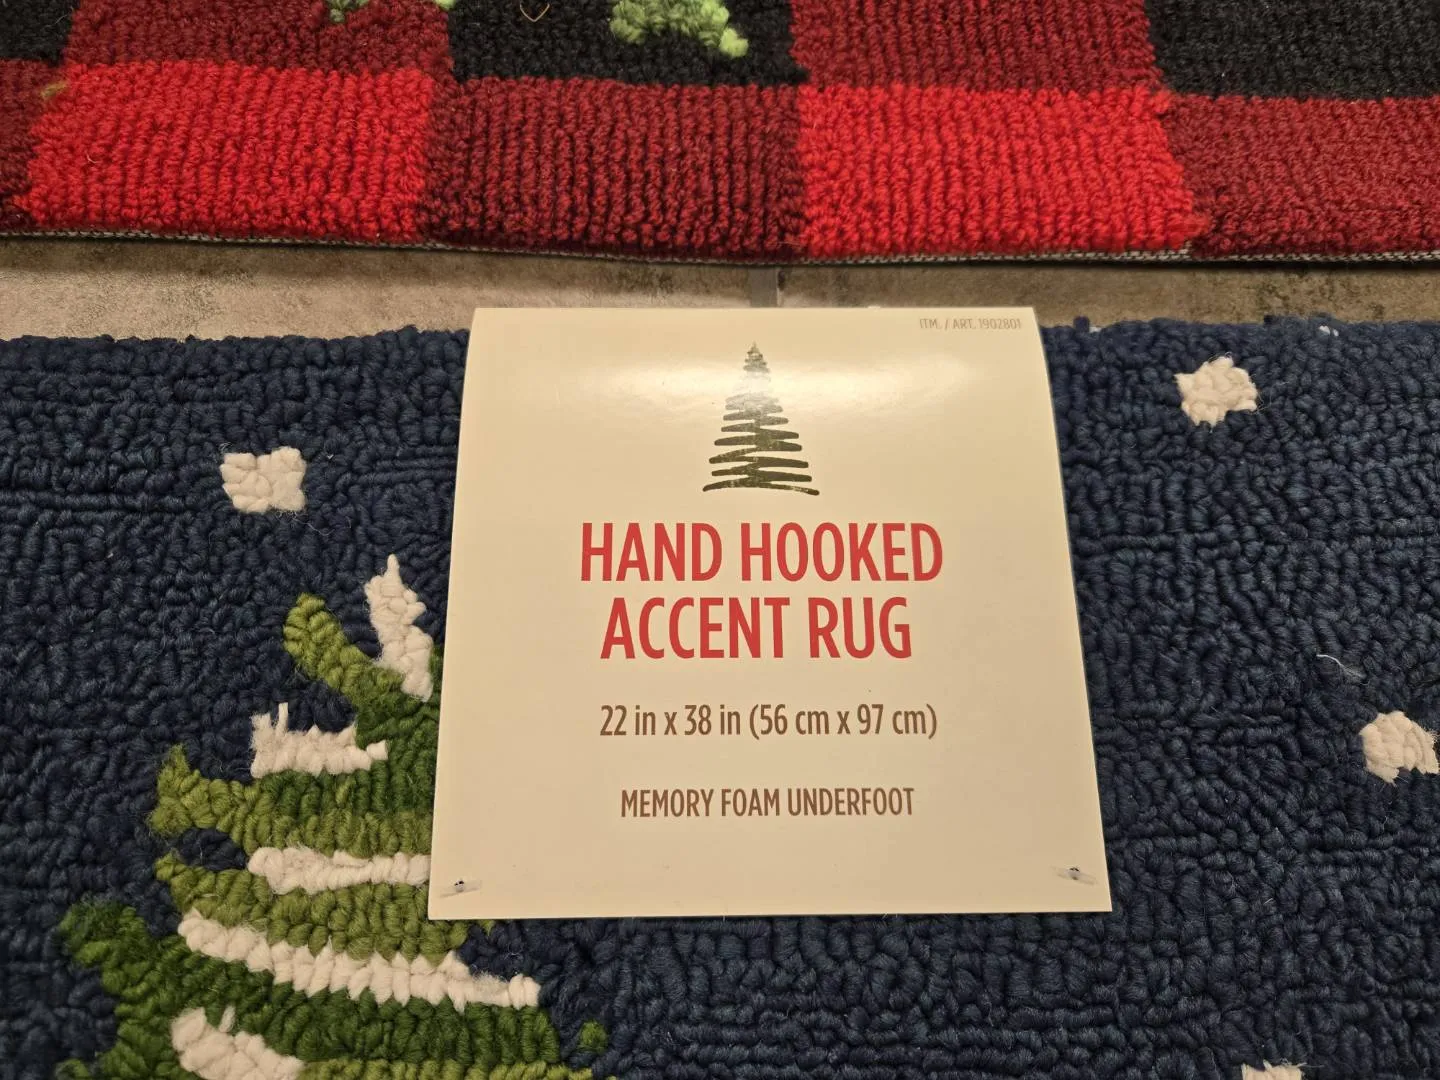 ITM. / ART. 1902801
HAND HOOKED
ACCENT RUG
22 in x 38 in (56 cm x 97 cm)
MEMORY FOAM UNDERFOOT